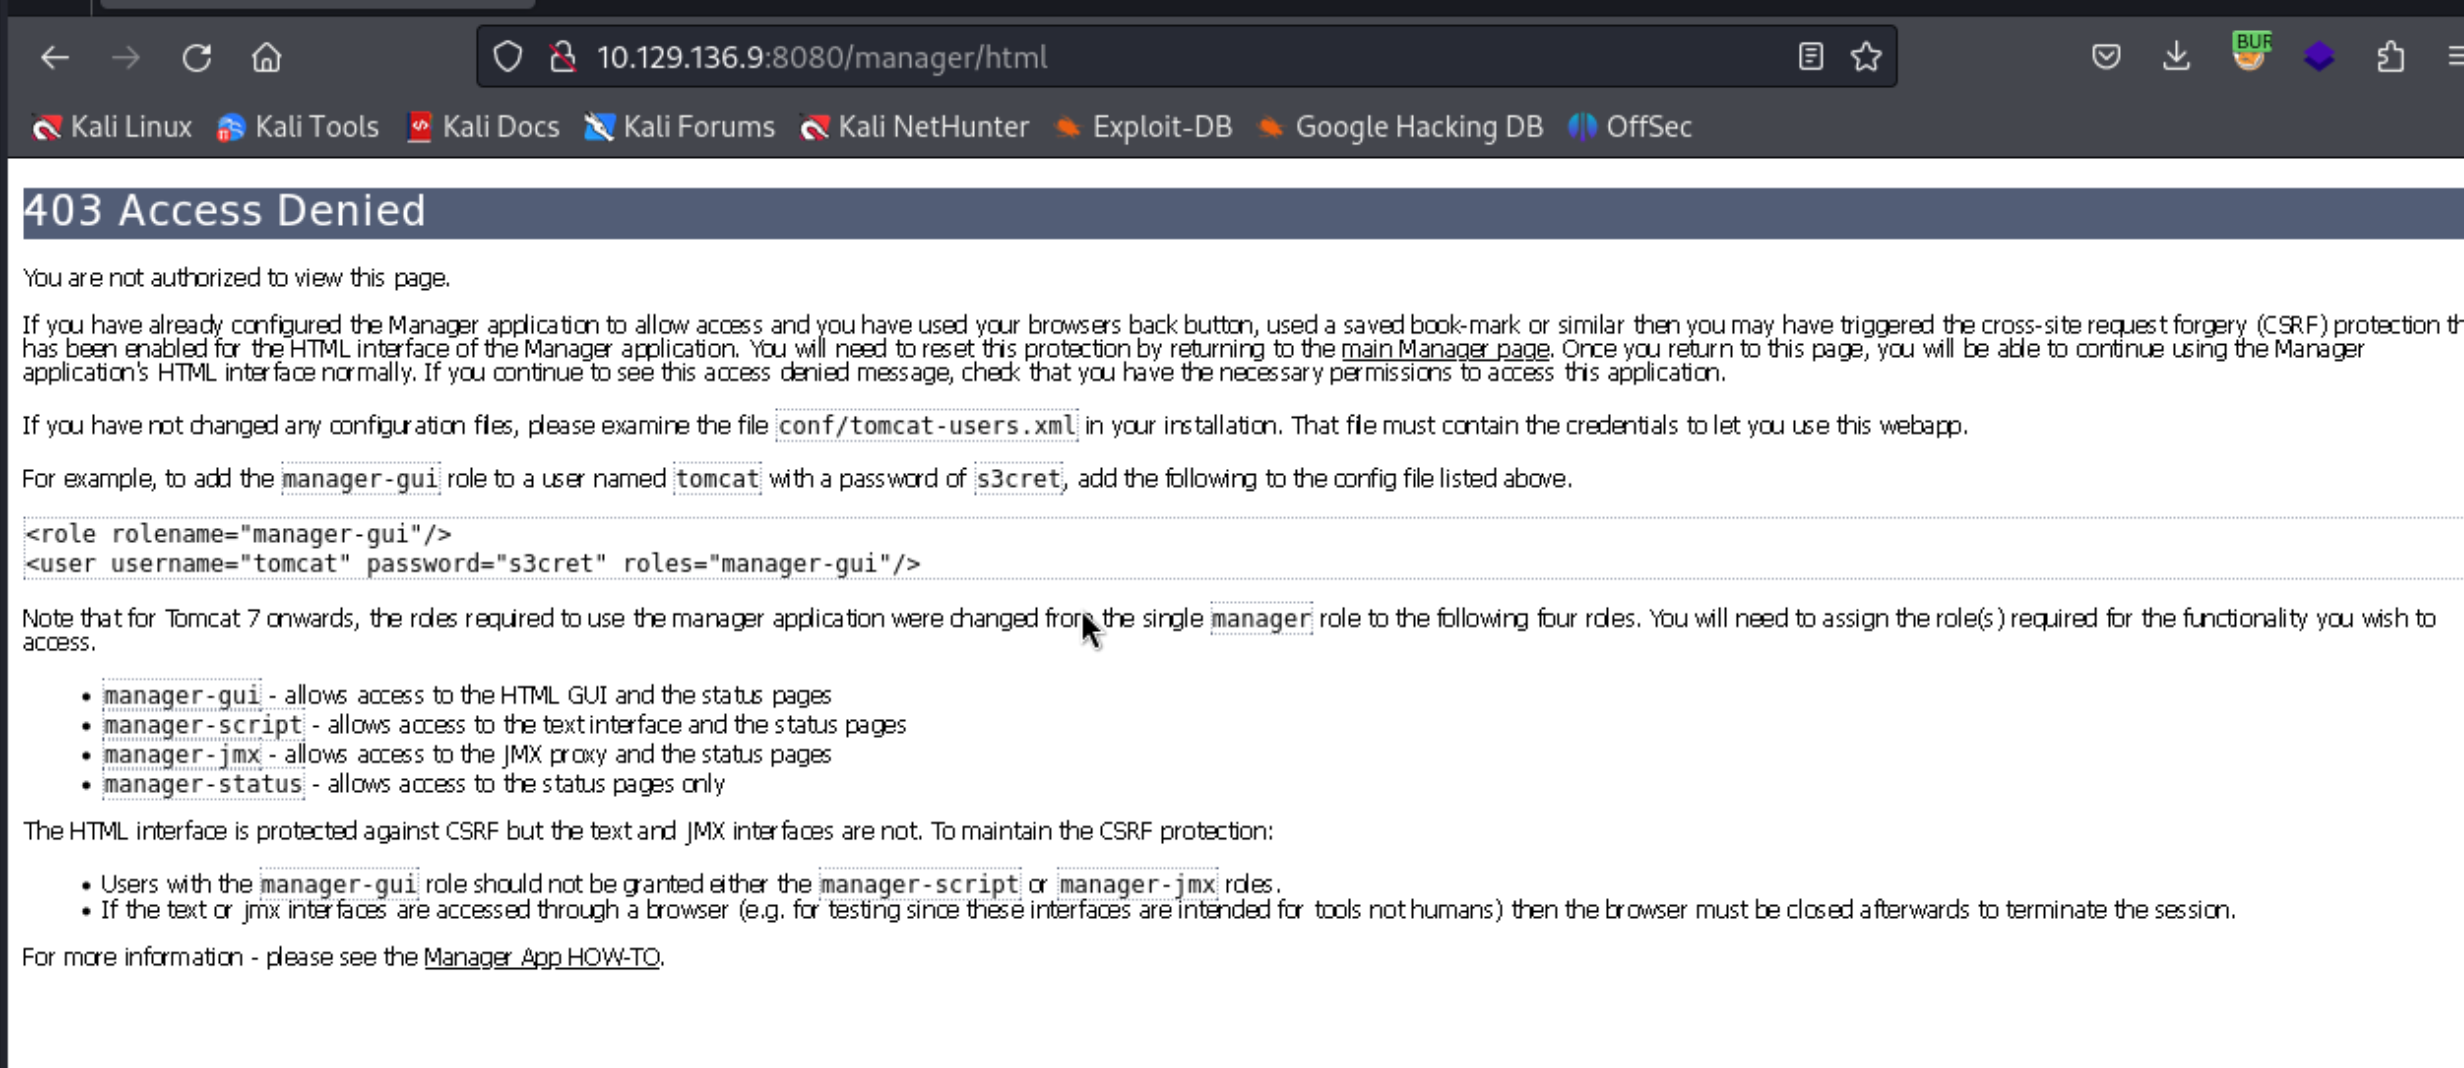 10.129.136.9:8080/manager/html
BUR
Kali Linux Kali Tools Kali Docs Kali Forums Kali NetHunter Exploit-DB Google Hacking DB OffSec
403 Access Denied
You are not authorized to view this page.
If you have already configured the Manager application to allow access and you have used your browsers back button, used a saved book-mark or similar then you may have triggered the cross-site request forgery (CSRF) protection th
has been enabled for the HTML interface of the Manager application. You will need to reset this protection by returning to the main Manager page. Once you return to this page, you will be able to continue using the Manager
application's HTML interface normally. If you continue to see this access denied message, check that you have the necessary permissions to access this application.
If you have not changed any configuration files, please examine the file conf/tomcat-users.xml in your installation. That file must contain the credentials to let you use this webapp.
For example, to add the manager-gui role to a user named tomcat with a password of s3cret, add the following to the config file listed above.
<role rolename="manager-gui"/>
<user username="tomcat" password="s3cret" roles="manager-gui"/>
Note that for Tomcat 7 onwards, the roles required to use the manager application were changed from the single manager role to the following four roles. You will need to assign the role(s) required for the functionality you wish to
access.
• manager-gui - allows access to the HTML GUI and the status pages
• manager-script - allows access to the text interface and the status pages
• manager-jmx - allows access to the JMX proxy and the status pages
• manager-status - allows access to the status pages only
The HTML interface is protected against CSRF but the text and JMX interfaces are not. To maintain the CSRF protection:
• Users with the manager-gui role should not be granted either the manager-script or manager-jmx roles.
• If the text or jmx interfaces are accessed through a browser (e.g. for testing since these interfaces are intended for tools not humans) then the browser must be closed afterwards to terminate the session.
For more information - please see the Manager App HOW-TO.